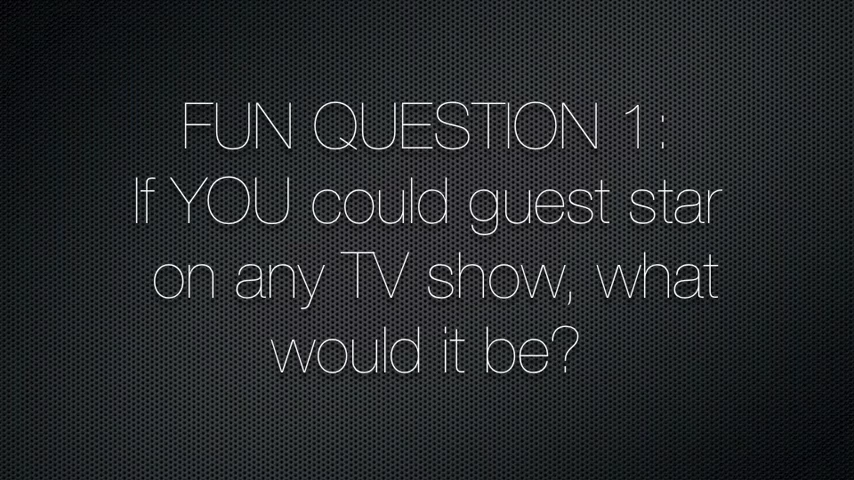 FUN QUESTION 1:
If YOU could guest star
on any TV show, what
would it be?